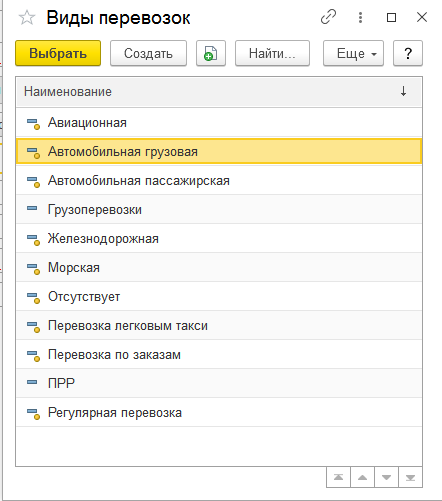 Виды перевозок
Выбрать Создать Найти... Еще ?
Наименование ↓
Авиационная
Автомобильная грузовая
Автомобильная пассажирская
Грузоперевозки
Железнодорожная
Морская
Отсутствует
Перевозка легковым такси
Перевозка по заказам
ПРР
Регулярная перевозка